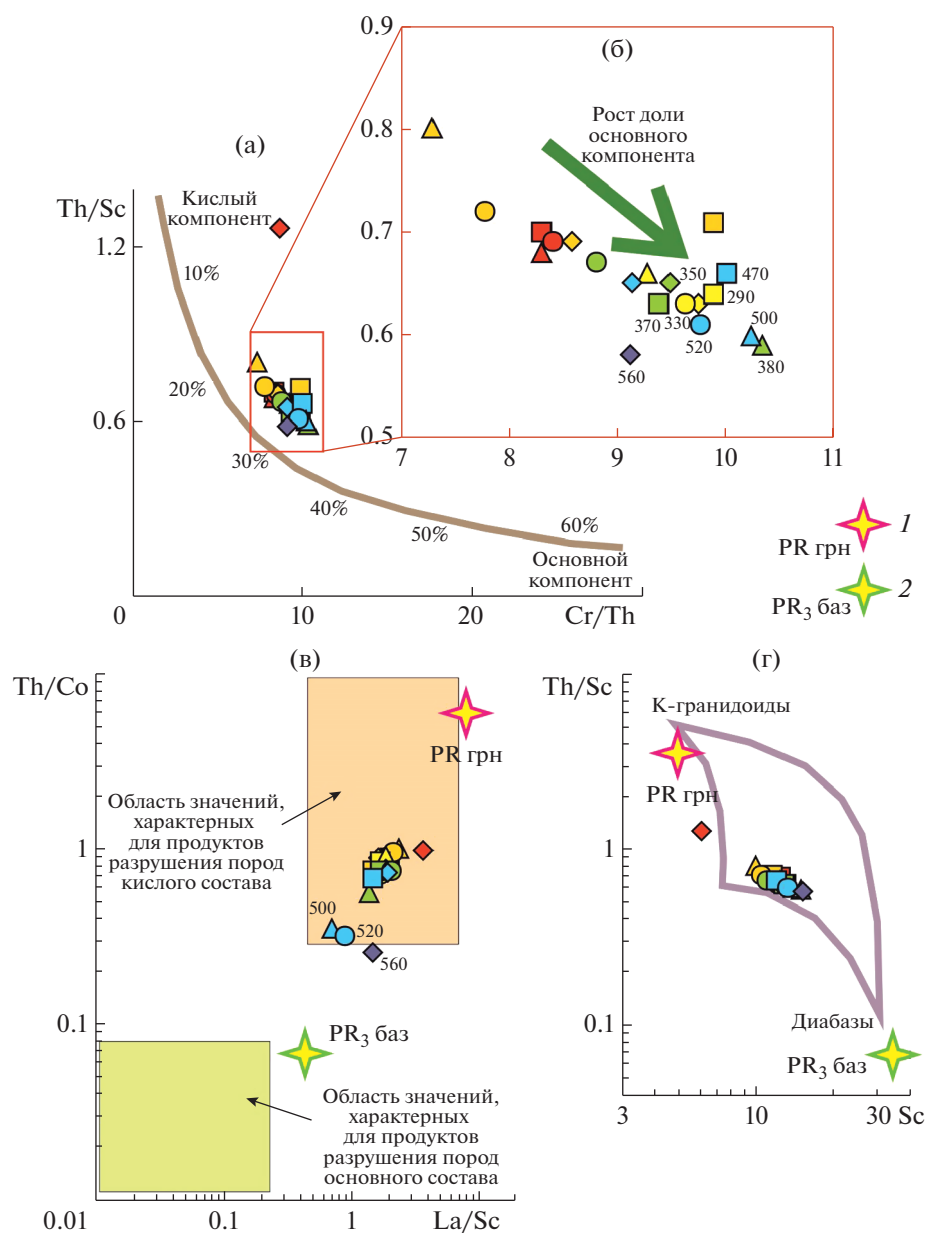 (а)
Th/Sc
1.2
0.6
0
10
20
Cr/Th
Кислый
компонент
10%
20%
30%
40%
50%
60%
Основной
компонент
(б)
0.9
0.8
0.7
0.6
0.5
7
8
9
10
11
Рост доли
основного
компонента
350
470
290
370
330
500
520
560
380
1
PR грн
2
PR₃ баз
(в)
Th/Co
1
0.1
0.01
0.1
1
La/Sc
PR грн
Область значений,
характерных
для продуктов
разрушения пород
кислого состава
500
520
560
PR₃ баз
Область значений,
характерных
для продуктов
разрушения пород
основного состава
(г)
Th/Sc
К-гранидоиды
PR грн
1
0.1
Диабазы
PR₃ баз
3
10
30 Sc